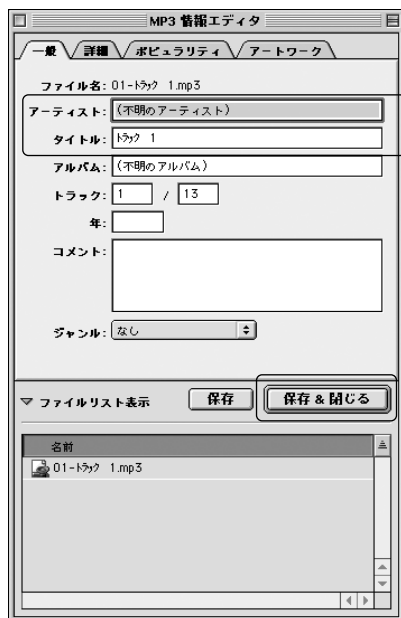 MP3 情報エディタ
一般 詳細 ポピュラリティ アートワーク
ファイル名: 01-ﾄﾗｯｸ 1.mp3
アーティスト: (不明のアーティスト)
タイトル: ﾄﾗｯｸ 1
アルバム: (不明のアルバム)
トラック: 1 / 13
年:
コメント:
ジャンル: なし
ファイルリスト表示 保存 保存 & 閉じる
名前
01-ﾄﾗｯｸ 1.mp3